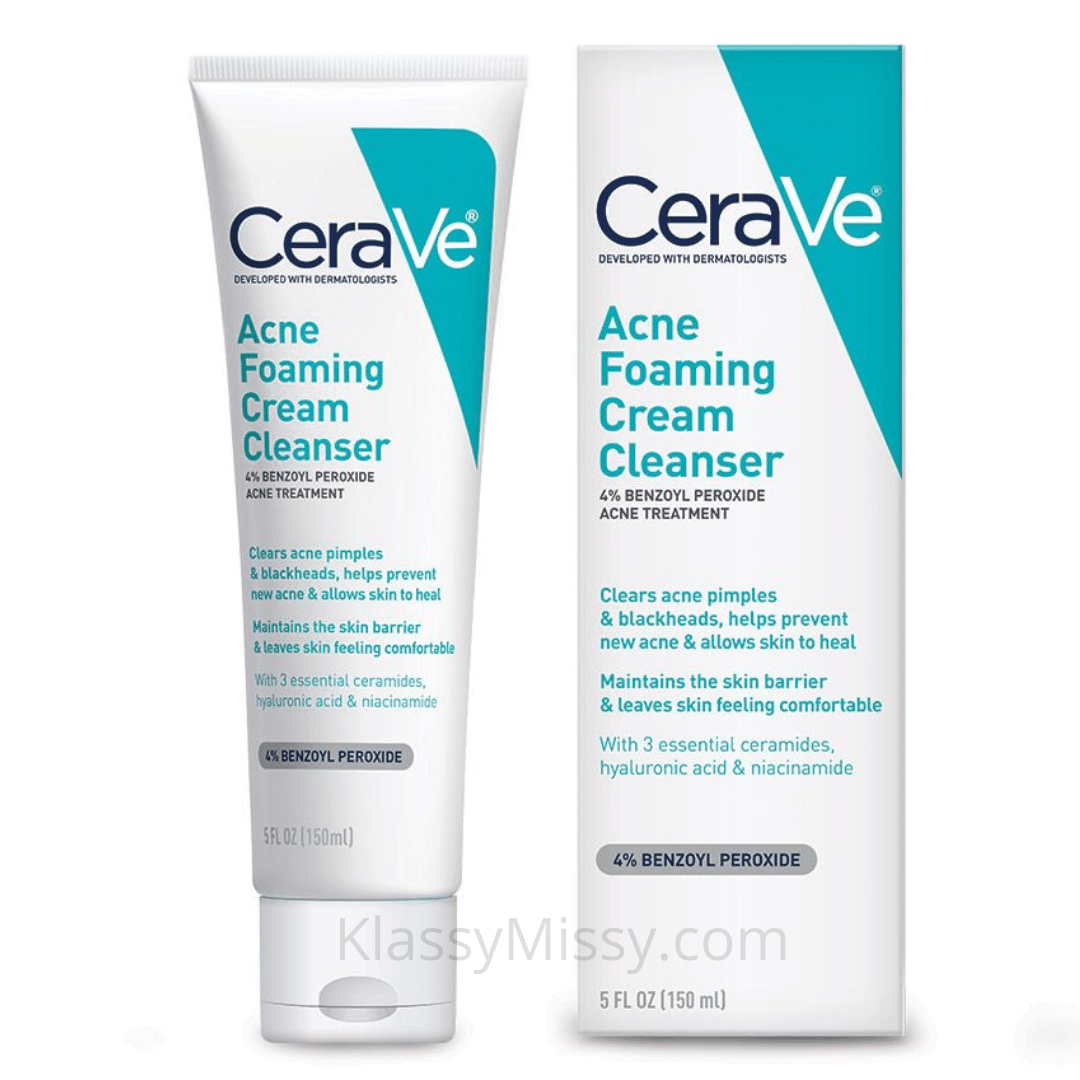 CeraVe®
DEVELOPED WITH DERMATOLOGISTS
Acne
Foaming
Cream
Cleanser
4% BENZOYL PEROXIDE
ACNE TREATMENT
Clears acne pimples
& blackheads, helps prevent
new acne & allows skin to heal
Maintains the skin barrier
& leaves skin feeling comfortable
With 3 essential ceramides,
hyaluronic acid & niacinamide
4% BENZOYL PEROXIDE
5 FL OZ (150ml)
CeraVe®
DEVELOPED WITH DERMATOLOGISTS
Acne
Foaming
Cream
Cleanser
4% BENZOYL PEROXIDE
ACNE TREATMENT
Clears acne pimples
& blackheads, helps prevent
new acne & allows skin to heal
Maintains the skin barrier
& leaves skin feeling comfortable
With 3 essential ceramides,
hyaluronic acid & niacinamide
4% BENZOYL PEROXIDE
5 FL OZ (150 ml)
KlassyMissy.com